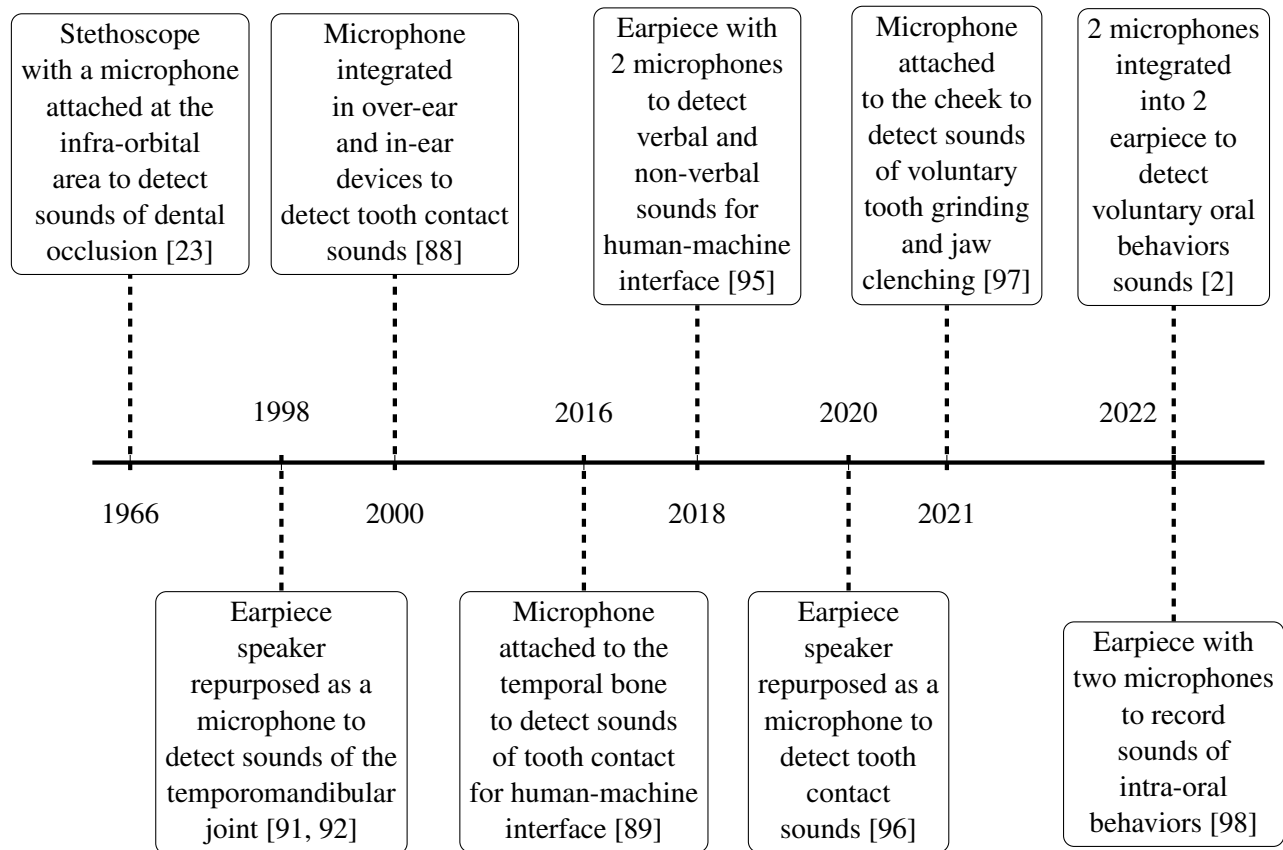 Stethoscope
with a microphone
attached at the
infra-orbital
area to detect
sounds of dental
occlusion [23]
Microphone
integrated
in over-ear
and in-ear
devices to
detect tooth contact
sounds [88]
Earpiece with
2 microphones
to detect
verbal and
non-verbal
sounds for
human-machine
interface [95]
Microphone
attached
to the cheek to
detect sounds
of voluntary
tooth grinding
and jaw
clenching [97]
2 microphones
integrated
into 2
earpiece to
detect
voluntary oral
behaviors
sounds [2]
1998
2016
2020
2022
1966
2000
2018
2021
Earpiece
speaker
repurposed as a
microphone to
detect sounds of the
temporomandibular
joint [91, 92]
Microphone
attached to the
temporal bone
to detect sounds
of tooth contact
for human-machine
interface [89]
Earpiece
speaker
repurposed as a
microphone to
detect tooth
contact
sounds [96]
Earpiece with
two microphones
to record
sounds of
intra-oral
behaviors [98]